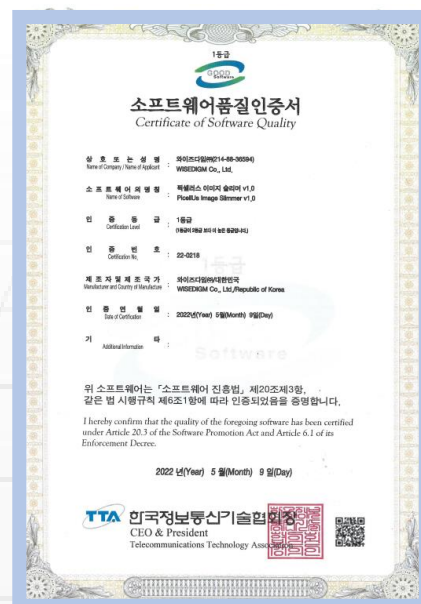 1등급
GOOD
Software
소프트웨어품질인증서
Certificate of Software Quality
상 호 또 는 성 명
Name of Company / Name of Applicant
: 와이즈다임㈜(214-88-36594)
WISEDIGM Co., Ltd.
소 프 트 웨 어 의 명 칭
Name of Software
: 픽셀러스 이미지 슬리머 v1.0
PicellUs Image Slimmer v1.0
인 증 등 급
Certification Level
: 1등급
인 증 번 호
Certification No.
: 22-0218
제 조 자 및 제 조 국 가
Manufacturer and Country of Manufacture
: 와이즈다임㈜/대한민국
WISEDIGM Co., Ltd./Republic of Korea
인 증 연 월 일
Date of Certification
: 2022년(Year) 5월(Month) 9일(Day)
기 타
Additional Information
:
1등급
Software
위 소프트웨어는 「소프트웨어 진흥법」 제20조제3항,
같은 법 시행규칙 제6조1항에 따라 인증되었음을 증명합니다.
I hereby confirm that the quality of the foregoing software has been certified
under Article 20.3 of the Software Promotion Act and Article 6.1 of its
Enforcement Decree.
2022 년(Year) 5 월(Month) 9 일(Day)
TTA 한국정보통신기술협회장
CEO & President
Telecommunications Technology Association